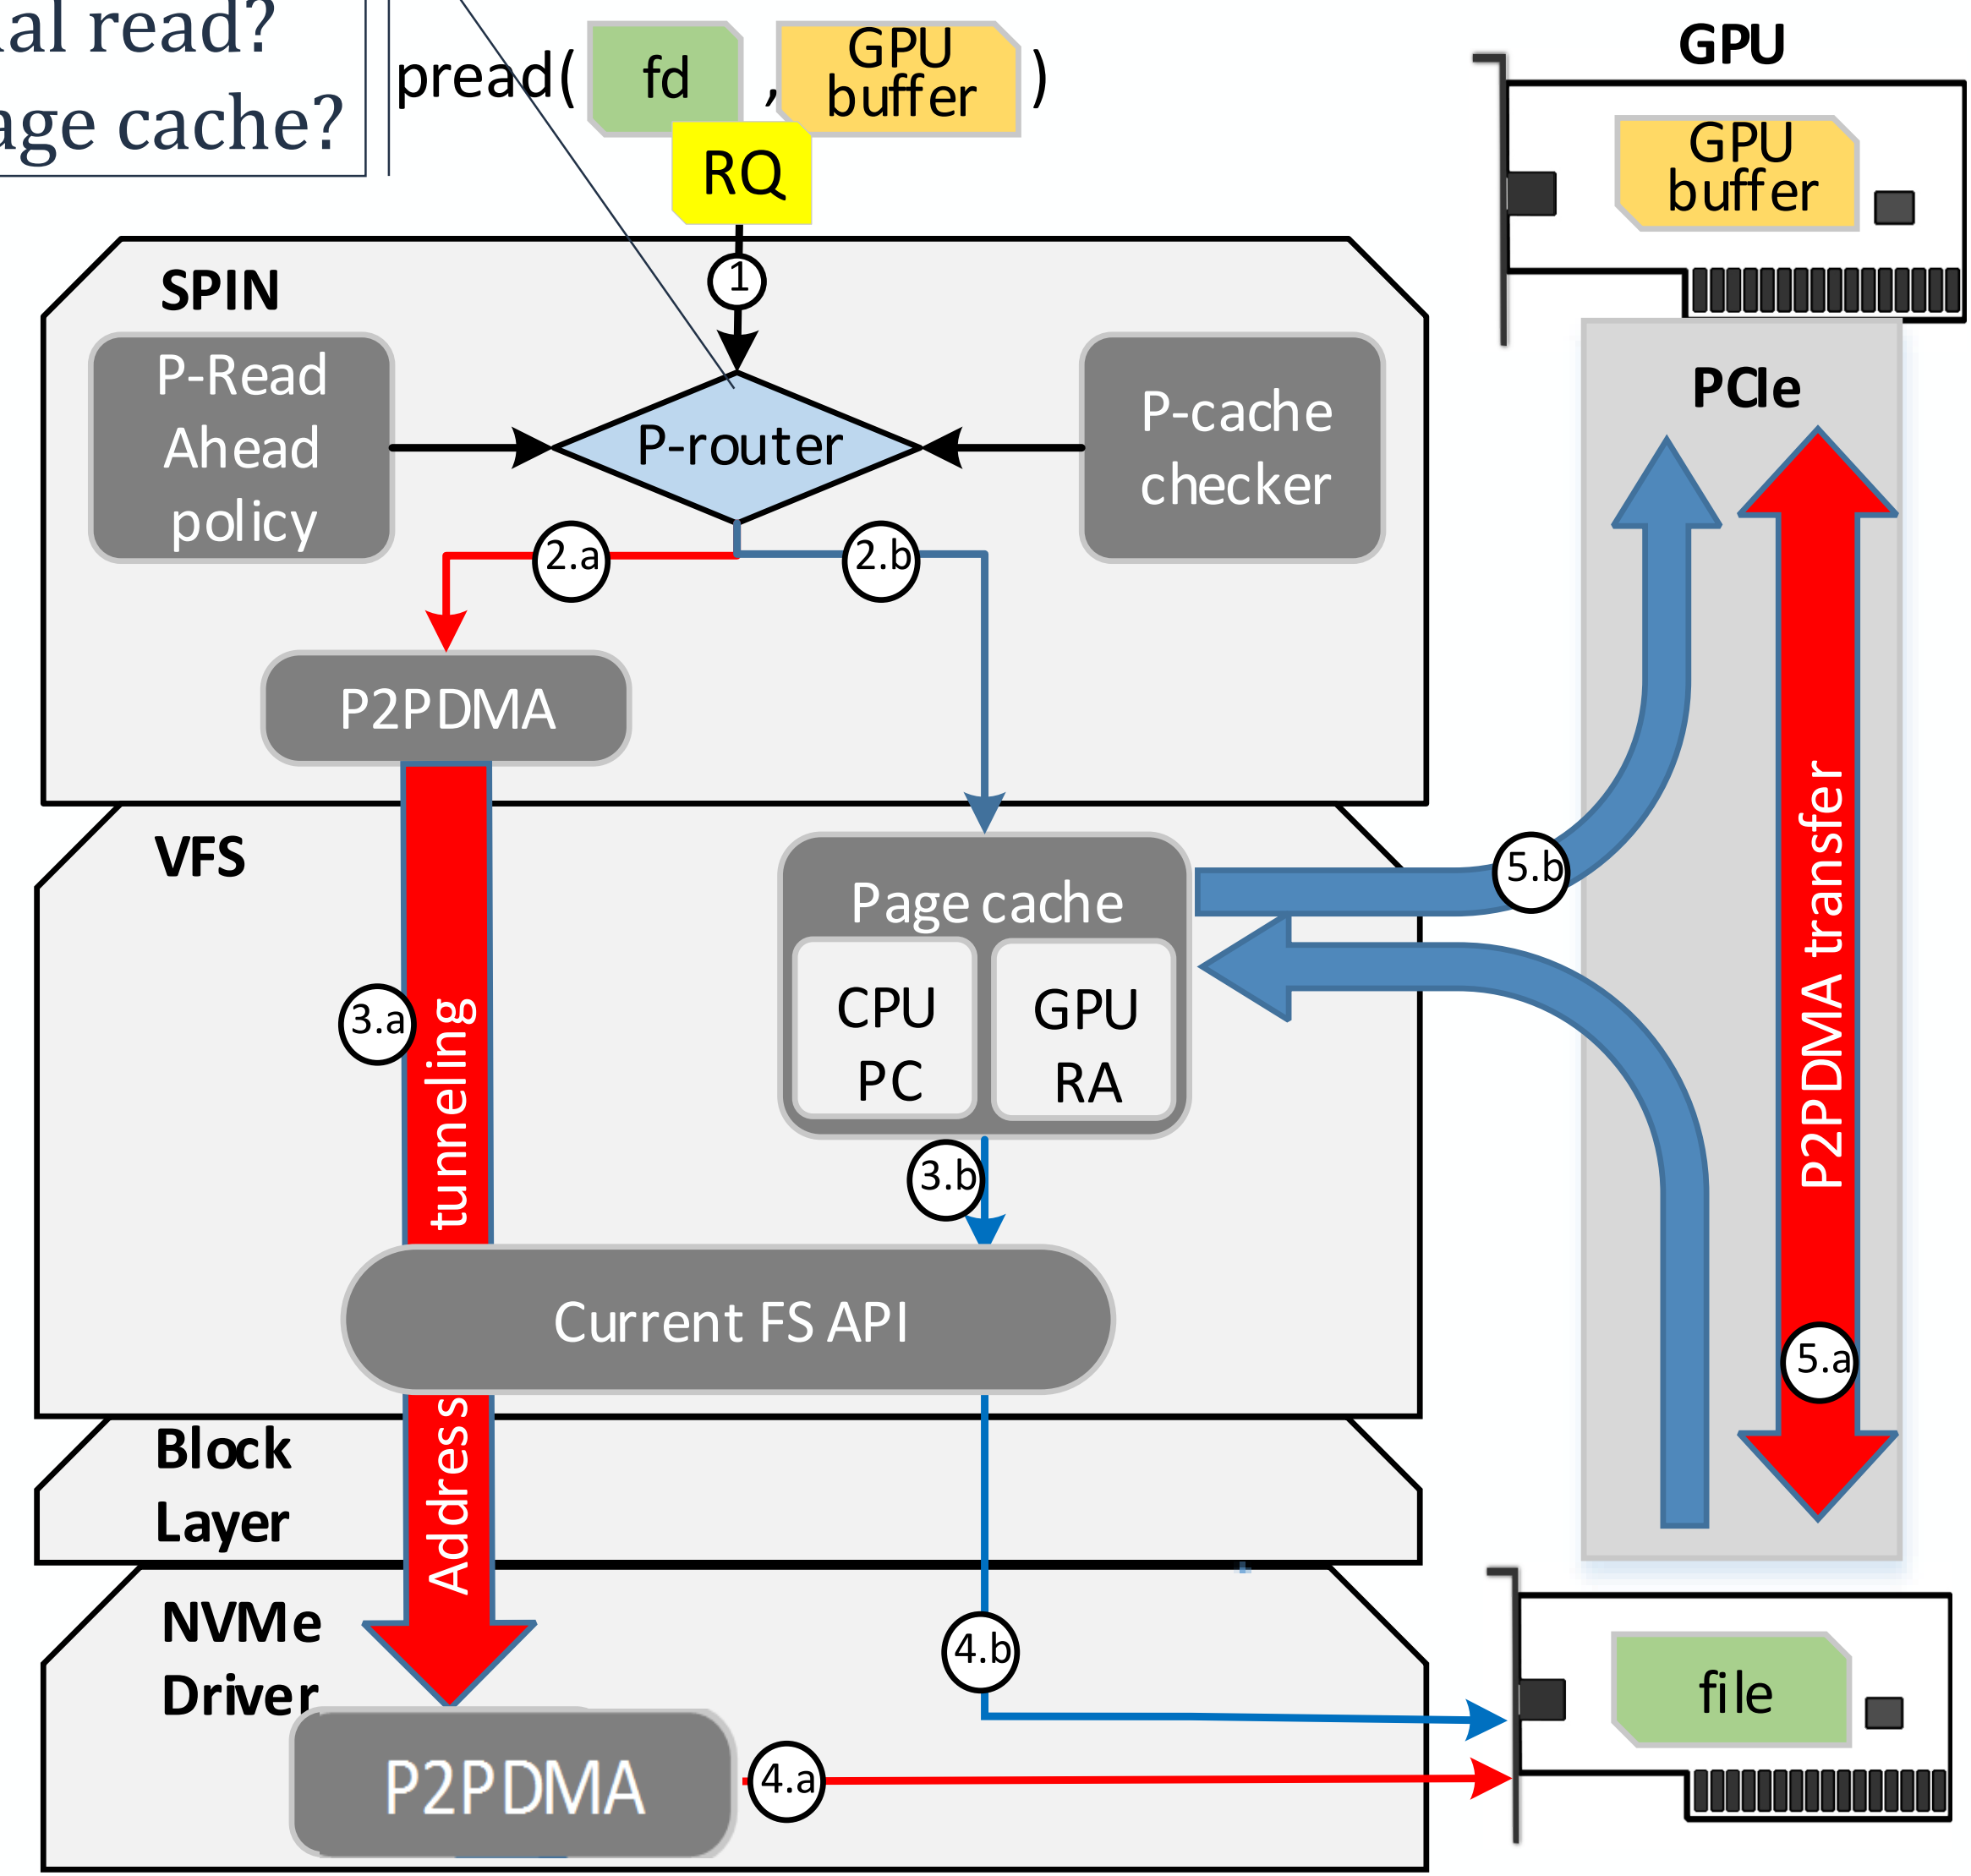 read?
cache?
pread( fd , GPU buffer )
RQ
GPU
GPU
buffer
SPIN
1
P-Read
Ahead
policy
P-router
P-cache
checker
PCIe
2.a
2.b
P2PDMA
VFS
Page cache
CPU
PC
GPU
RA
5.b
3.a
tunneling
3.b
P2PDMA transfer
Current FS API
5.a
Block
Layer
Address
NVMe
Driver
4.b
file
P2PDMA
4.a